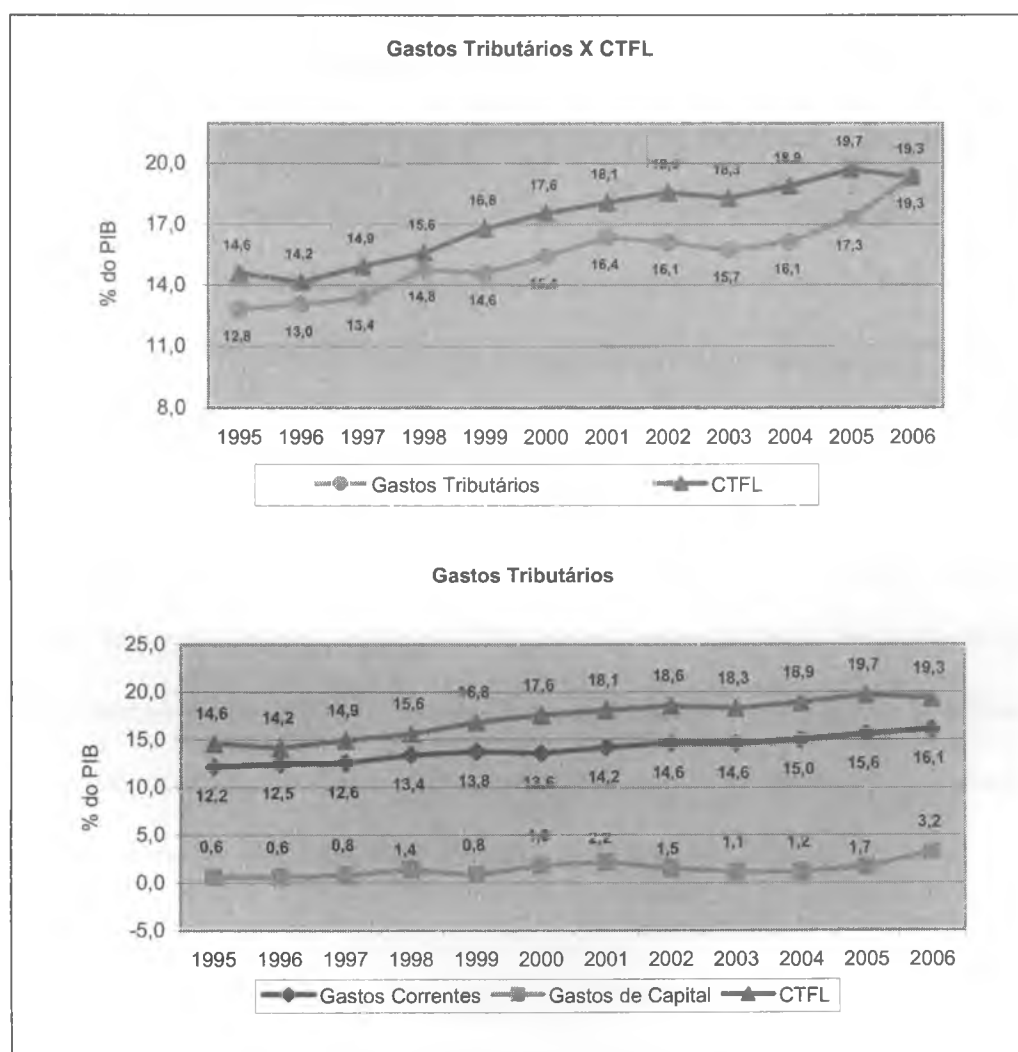 Gastos Tributários X CTFL
% do PIB
20,0
17,0
14,0
11,0
8,0
14,6 14,2 14,9 15,6 16,8 17,6 18,1 18,3 18,9 19,7 19,3
12,8 13,0 13,4 14,8 14,6 15,4 16,4 16,1 15,7 16,1 17,3 19,3
1995 1996 1997 1998 1999 2000 2001 2002 2003 2004 2005 2006
Gastos Tributários CTFL
Gastos Tributários
% do PIB
25,0
20,0
15,0
10,0
5,0
0,0
-5,0
14,6 14,2 14,9 15,6 16,8 17,6 18,1 18,6 18,3 18,9 19,7 19,3
12,2 12,5 12,6 13,4 13,8 13,6 14,2 14,6 14,6 15,0 15,6 16,1
0,6 0,6 0,8 1,4 0,8 2,2 1,5 1,1 1,2 1,7 3,2
1995 1996 1997 1998 1999 2000 2001 2002 2003 2004 2005 2006
Gastos Correntes Gastos de Capital CTFL